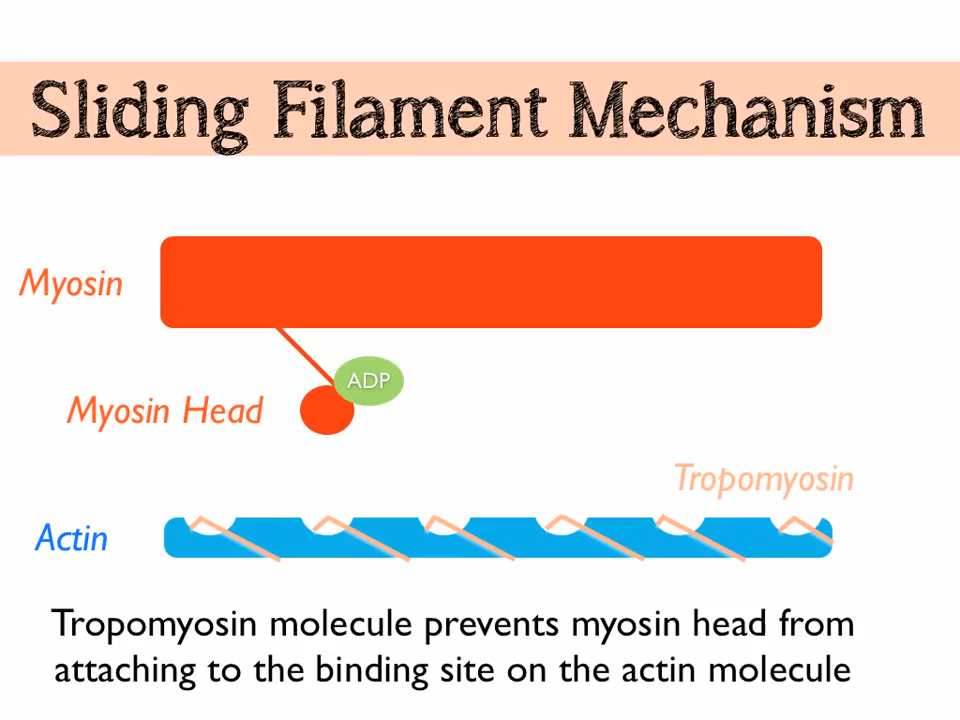 Sliding Filament Mechanism
Myosin
ADP
Myosin Head
Tropomyosin
Actin
Tropomyosin molecule prevents myosin head from
attaching to the binding site on the actin molecule